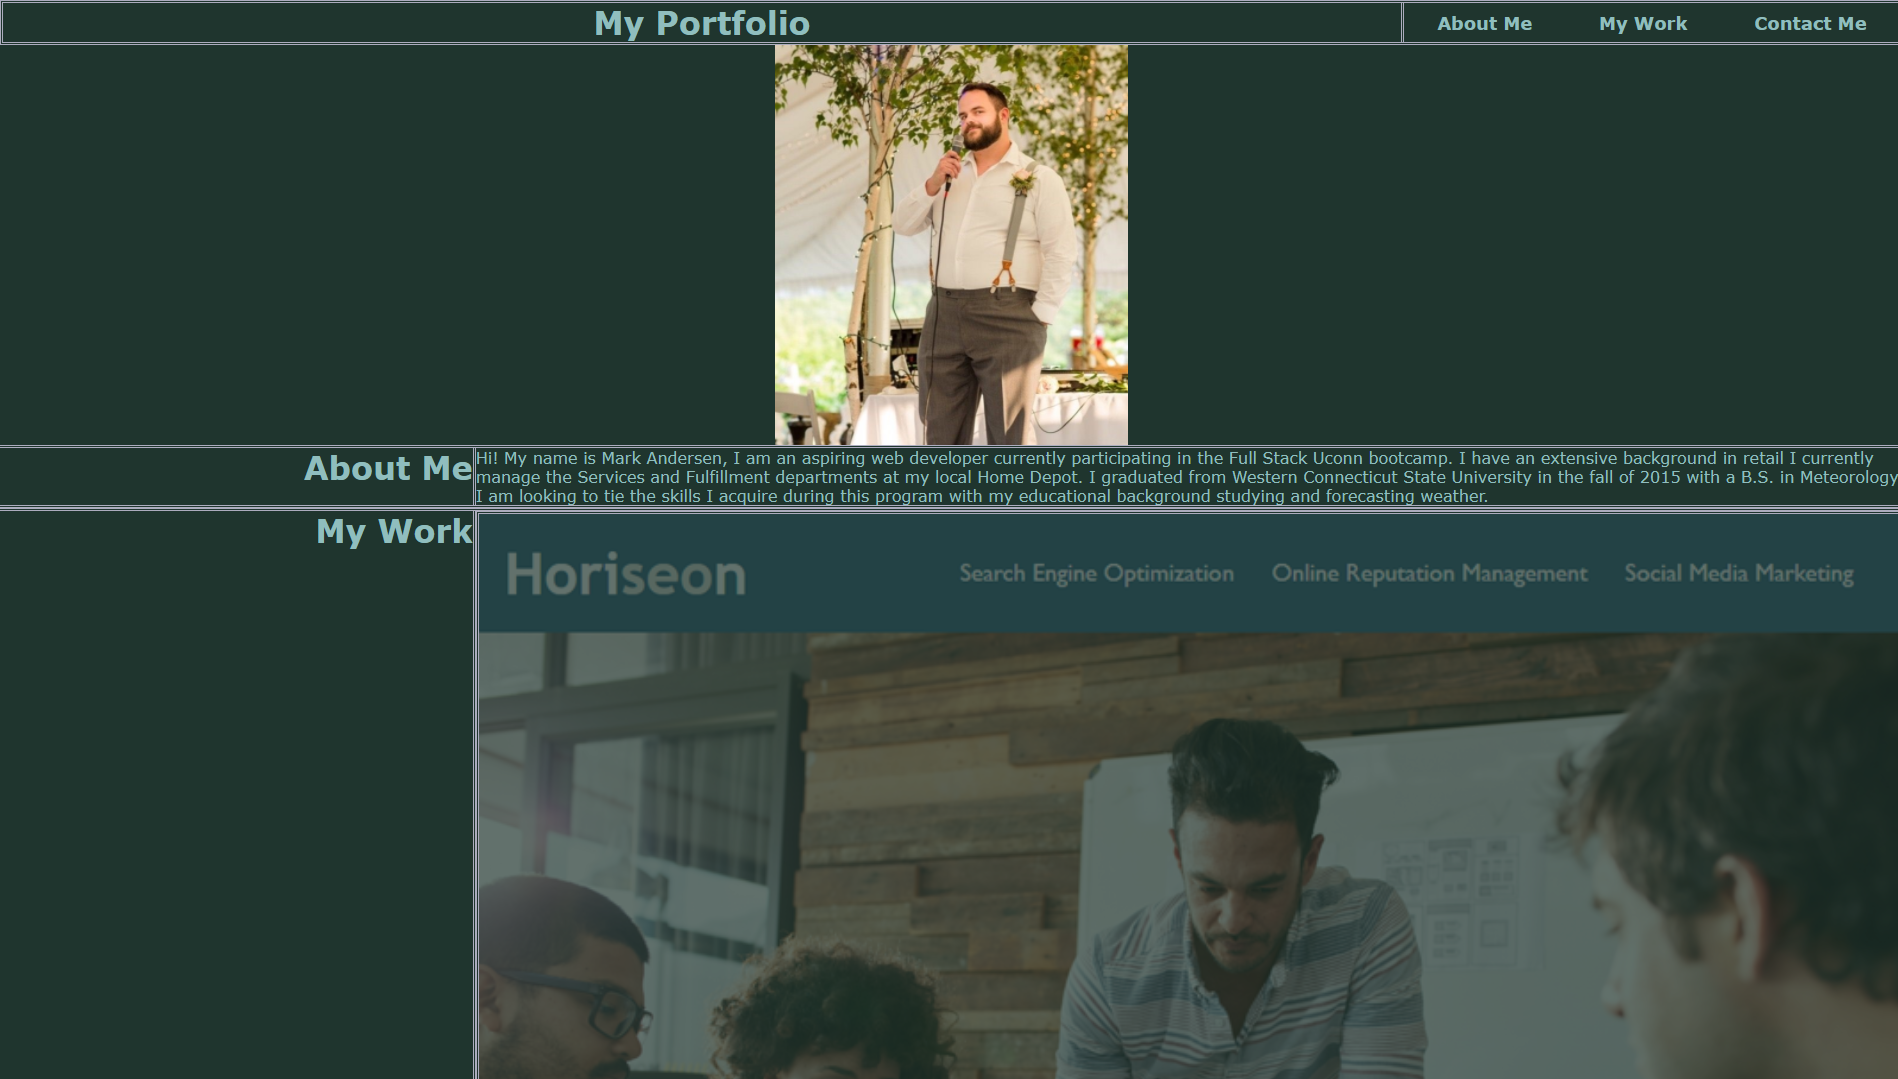 My Portfolio
About Me
My Work
Contact Me
About Me
Hi! My name is Mark Andersen, I am an aspiring web developer currently participating in the Full Stack Uconn bootcamp. I have an extensive background in retail I currently
manage the Services and Fulfillment departments at my local Home Depot. I graduated from Western Connecticut State University in the fall of 2015 with a B.S. in Meteorology
I am looking to tie the skills I acquire during this program with my educational background studying and forecasting weather.
My Work
Horiseon
Search Engine Optimization
Online Reputation Management
Social Media Marketing